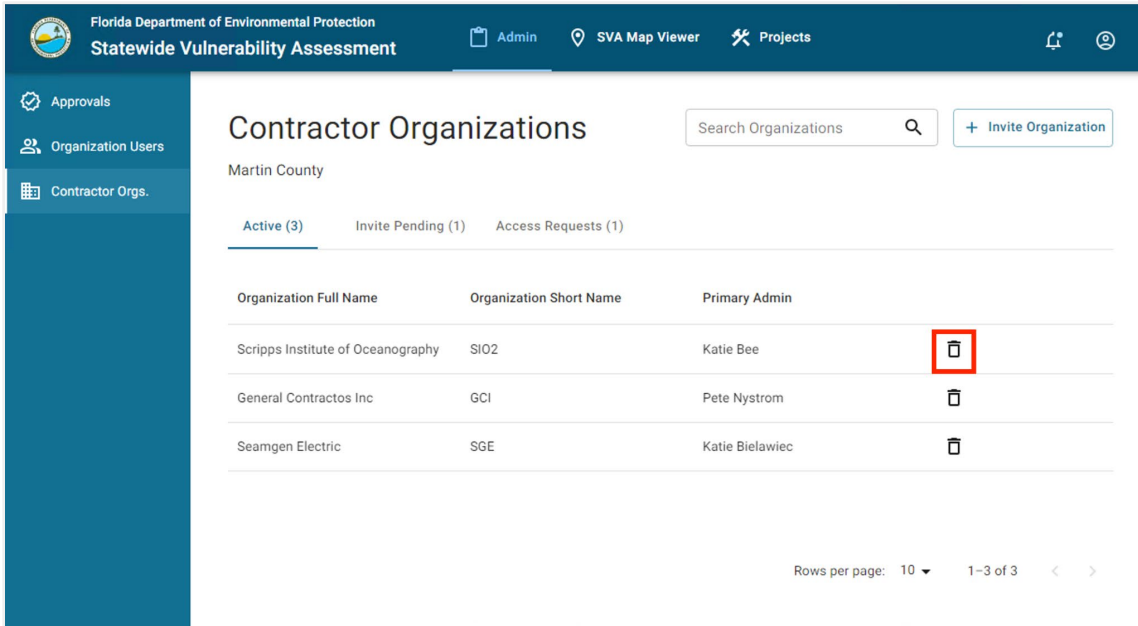 Florida Department of Environmental Protection
Statewide Vulnerability Assessment
Admin
SVA Map Viewer
Projects
Approvals
Organization Users
Contractor Orgs.
Contractor Organizations
Search Organizations
+ Invite Organization
Martin County
Active (3)
Invite Pending (1)
Access Requests (1)
Organization Full Name
Organization Short Name
Primary Admin
Scripps Institute of Oceanography
SIO2
Katie Bee
General Contractos Inc
GCI
Pete Nystrom
Seamgen Electric
SGE
Katie Bielawiec
Rows per page: 10
1–3 of 3